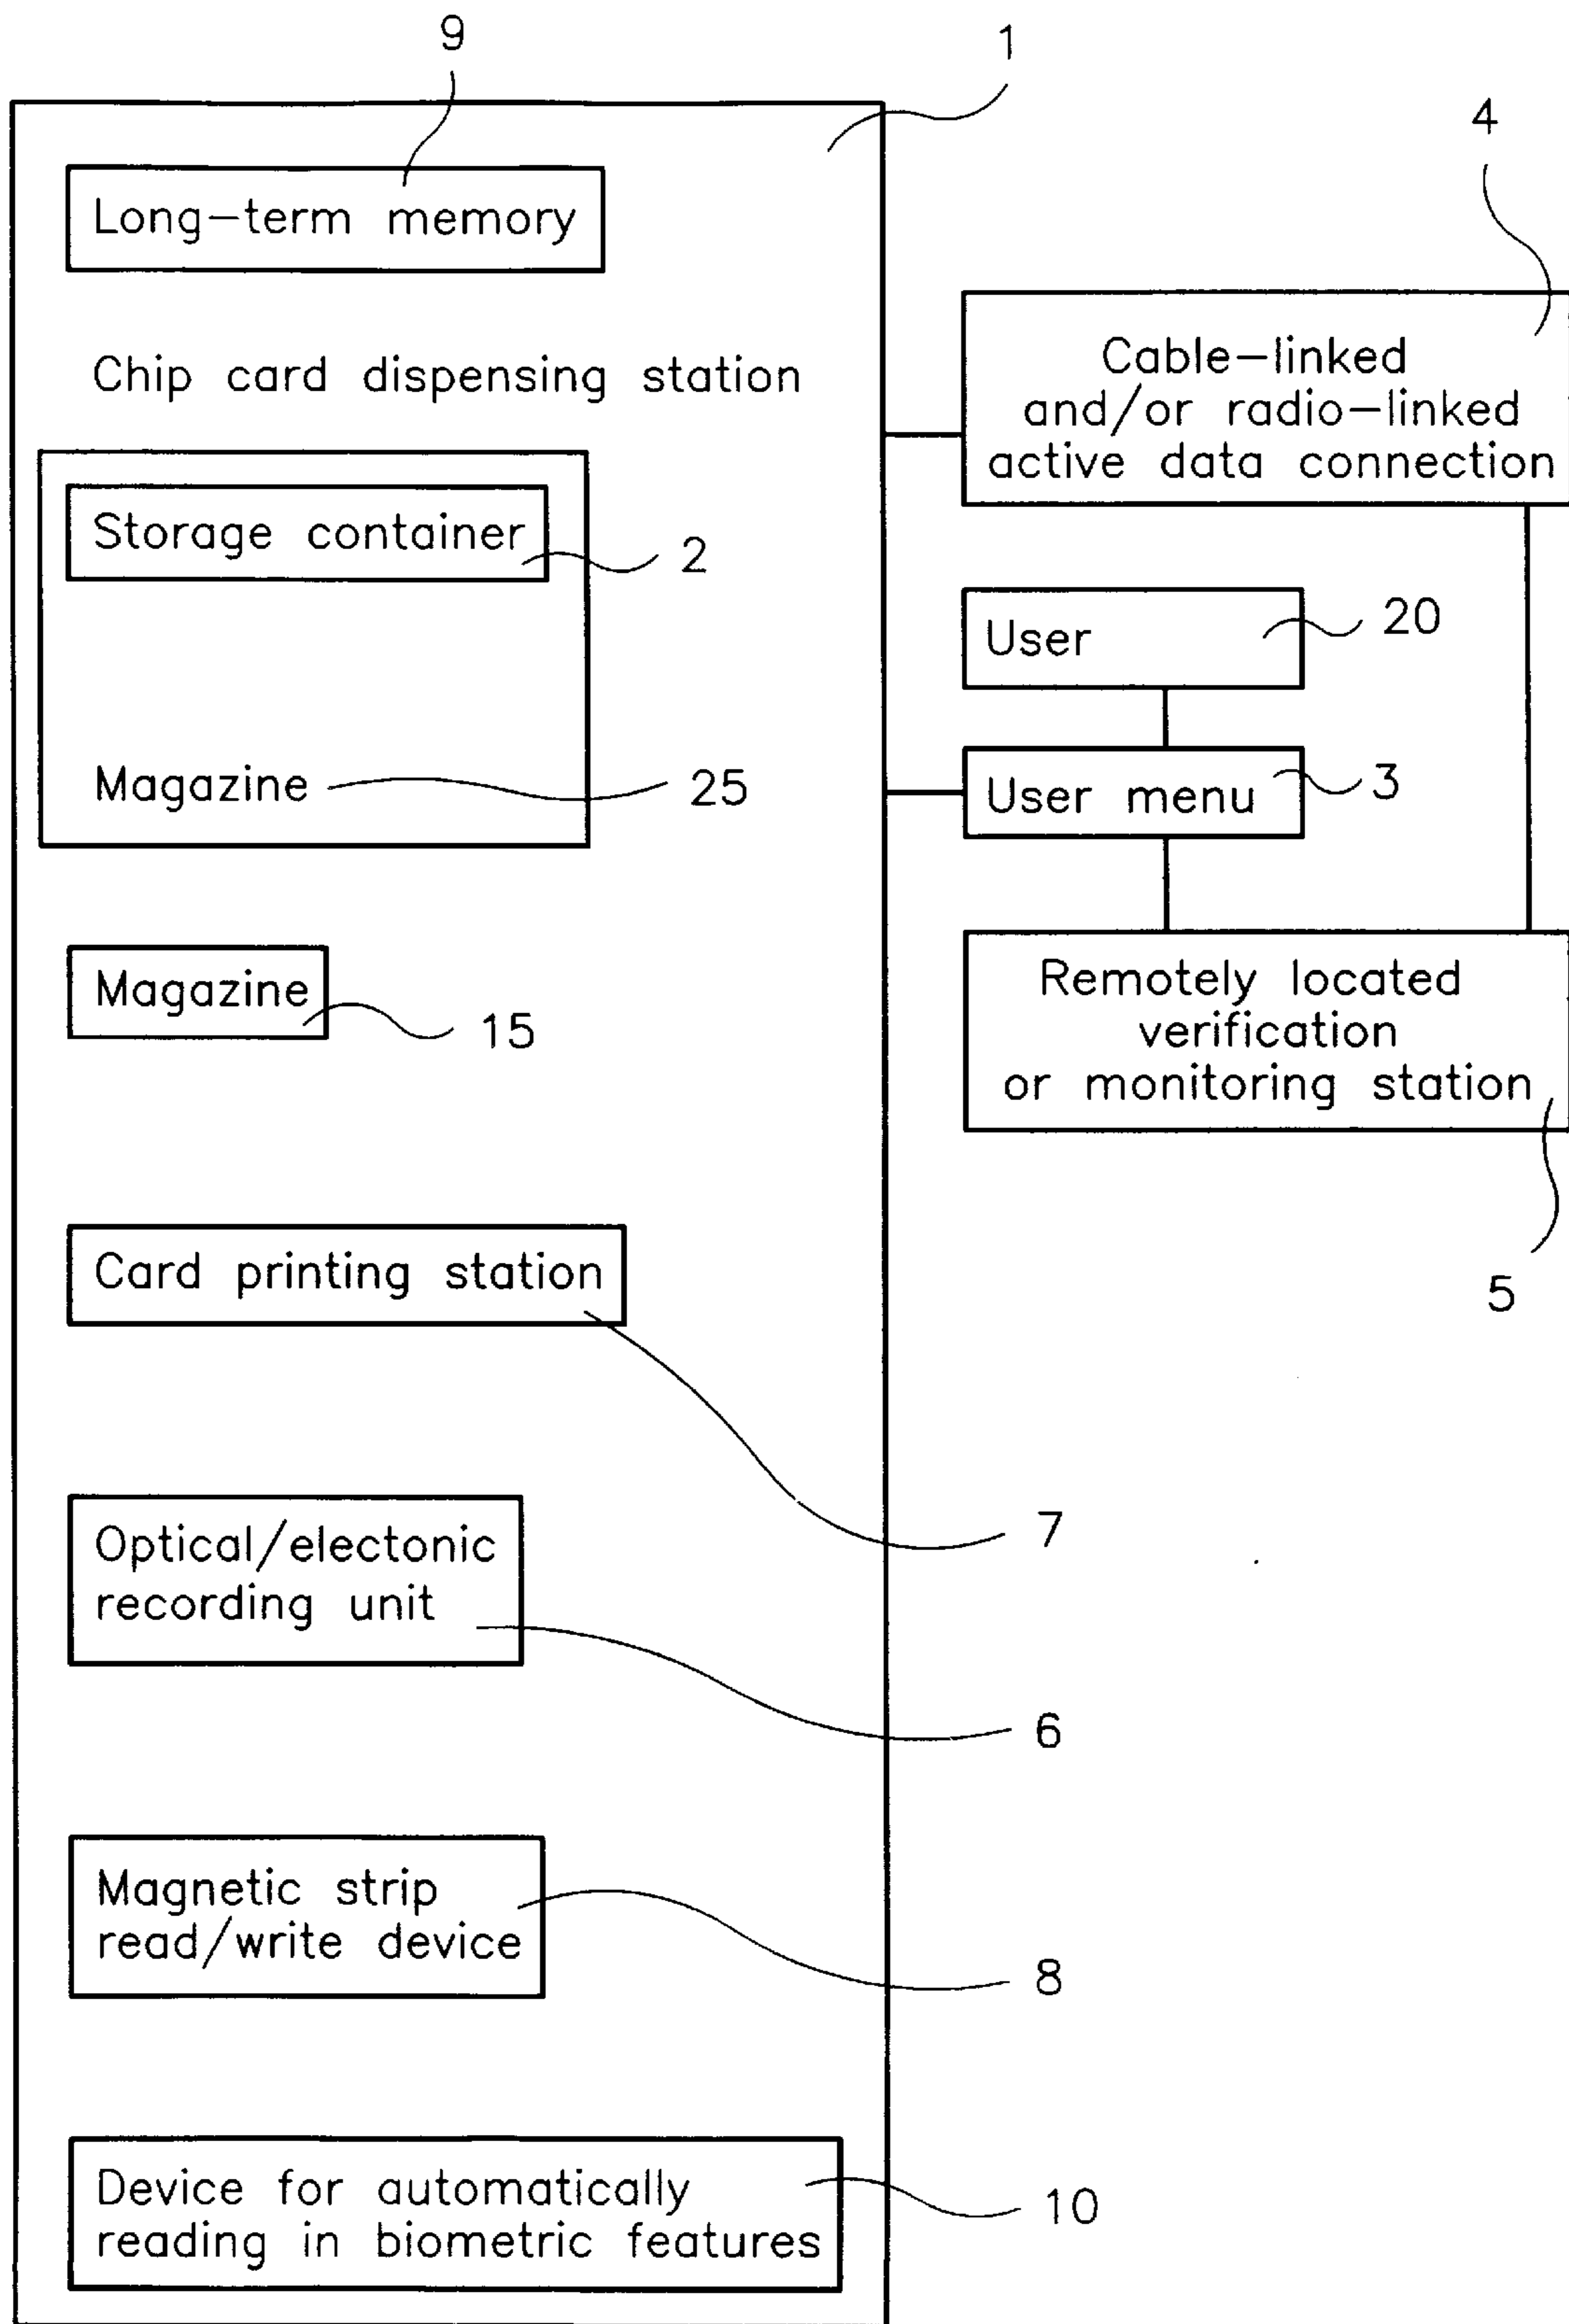 9
1
4
Long-term memory
Chip card dispensing station
Cable-linked
and/or radio-linked
active data connection
Storage container
2
User
20
Magazine
25
User menu
3
Magazine
15
Remotely located
verification
or monitoring station
5
Card printing station
7
Optical/electonic
recording unit
6
Magnetic strip
read/write device
8
Device for automatically
reading in biometric features
10